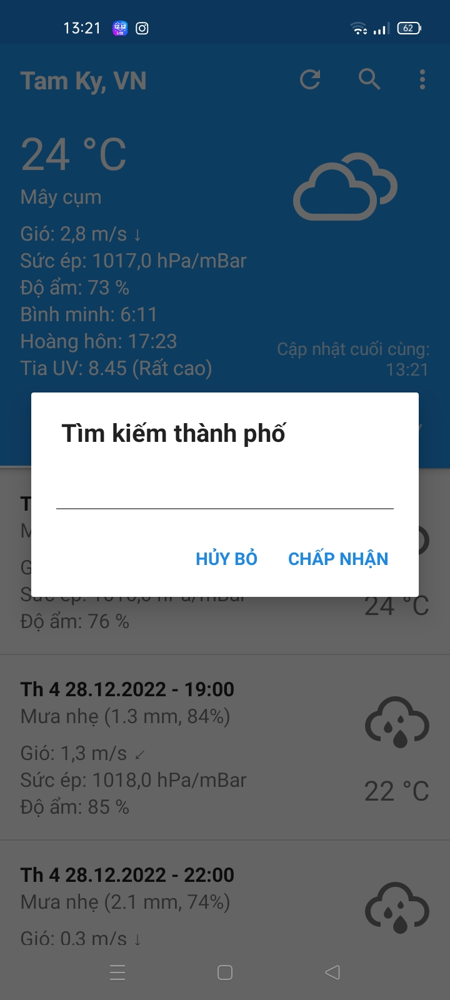 13:21
62
Tam Ky, VN
24 °C
Mây cụm
Gió: 2,8 m/s ↓
Sức ép: 1017,0 hPa/mBar
Độ ẩm: 73 %
Bình minh: 6:11
Hoàng hôn: 17:23
Tia UV: 8.45 (Rất cao)
Cập nhật cuối cùng:
13:21
Tìm kiếm thành phố
HỦY BỎ
CHẤP NHẬN
24 °C
Độ ẩm: 76 %
Th 4 28.12.2022 - 19:00
Mưa nhẹ (1.3 mm, 84%)
Gió: 1,3 m/s ↙
Sức ép: 1018,0 hPa/mBar
22 °C
Độ ẩm: 85 %
Th 4 28.12.2022 - 22:00
Mưa nhẹ (2.1 mm, 74%)
Gió: 0,3 m/s ↓